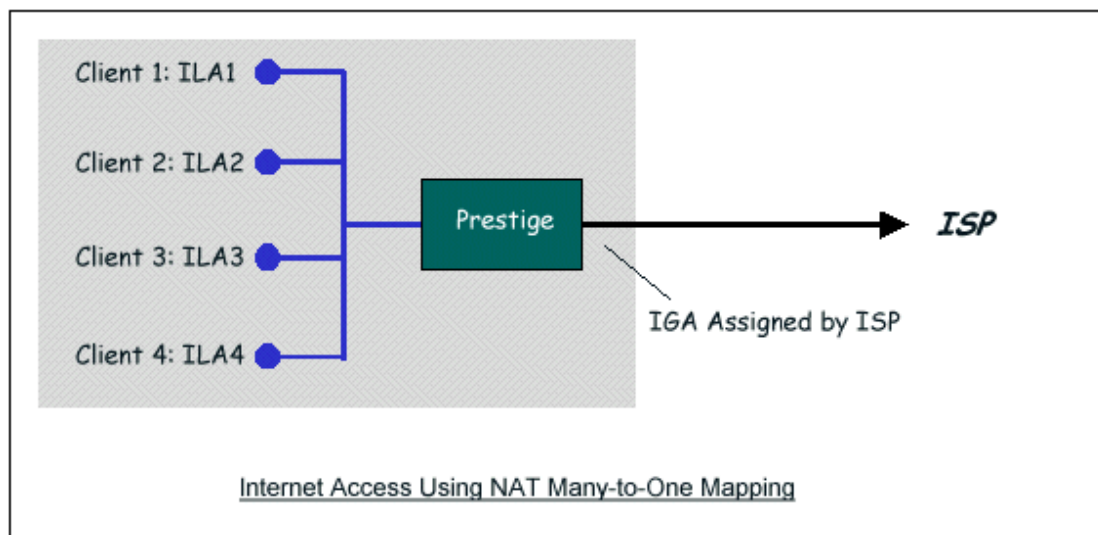 Client 1: ILA1
Client 2: ILA2
Client 3: ILA3
Client 4: ILA4
Prestige
ISP
IGA Assigned by ISP
Internet Access Using NAT Many-to-One Mapping